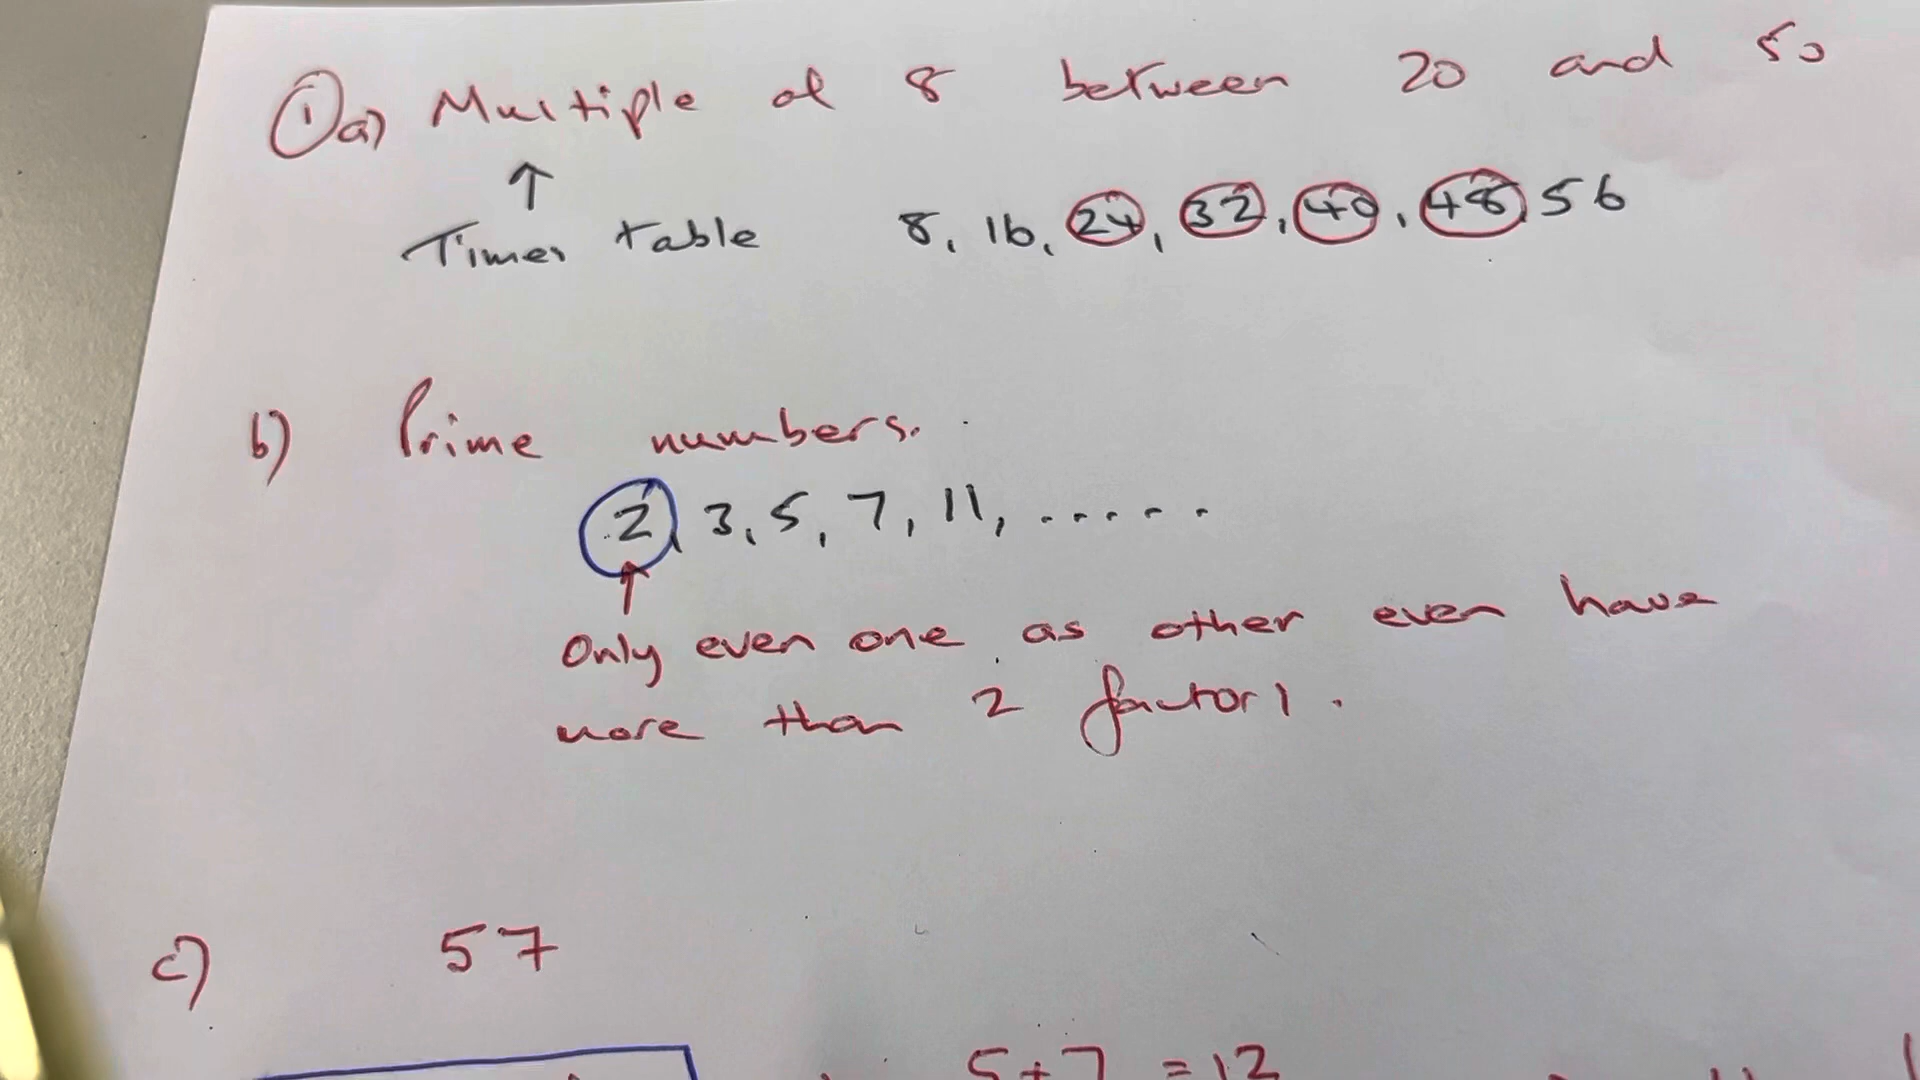 ① a) Multiple of 8 between 20 and 50
↑
Times table 8, 16, 24, 32, 40, 48, 56
b) Prime numbers.
2, 3, 5, 7, 11, .....
↑
Only even one as other even have
more than 2 factors.
c) 57
5+7 = 12